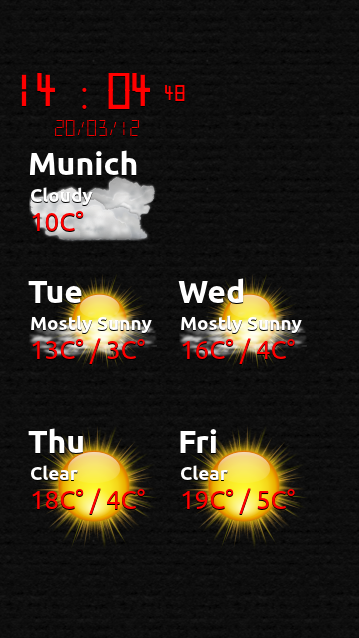 14 : 04 48
20/03/12
Munich
Cloudy
10C°
Tue
Mostly Sunny
13C° / 3C°
Wed
Mostly Sunny
16C° / 4C°
Thu
Clear
18C° / 4C°
Fri
Clear
19C° / 5C°